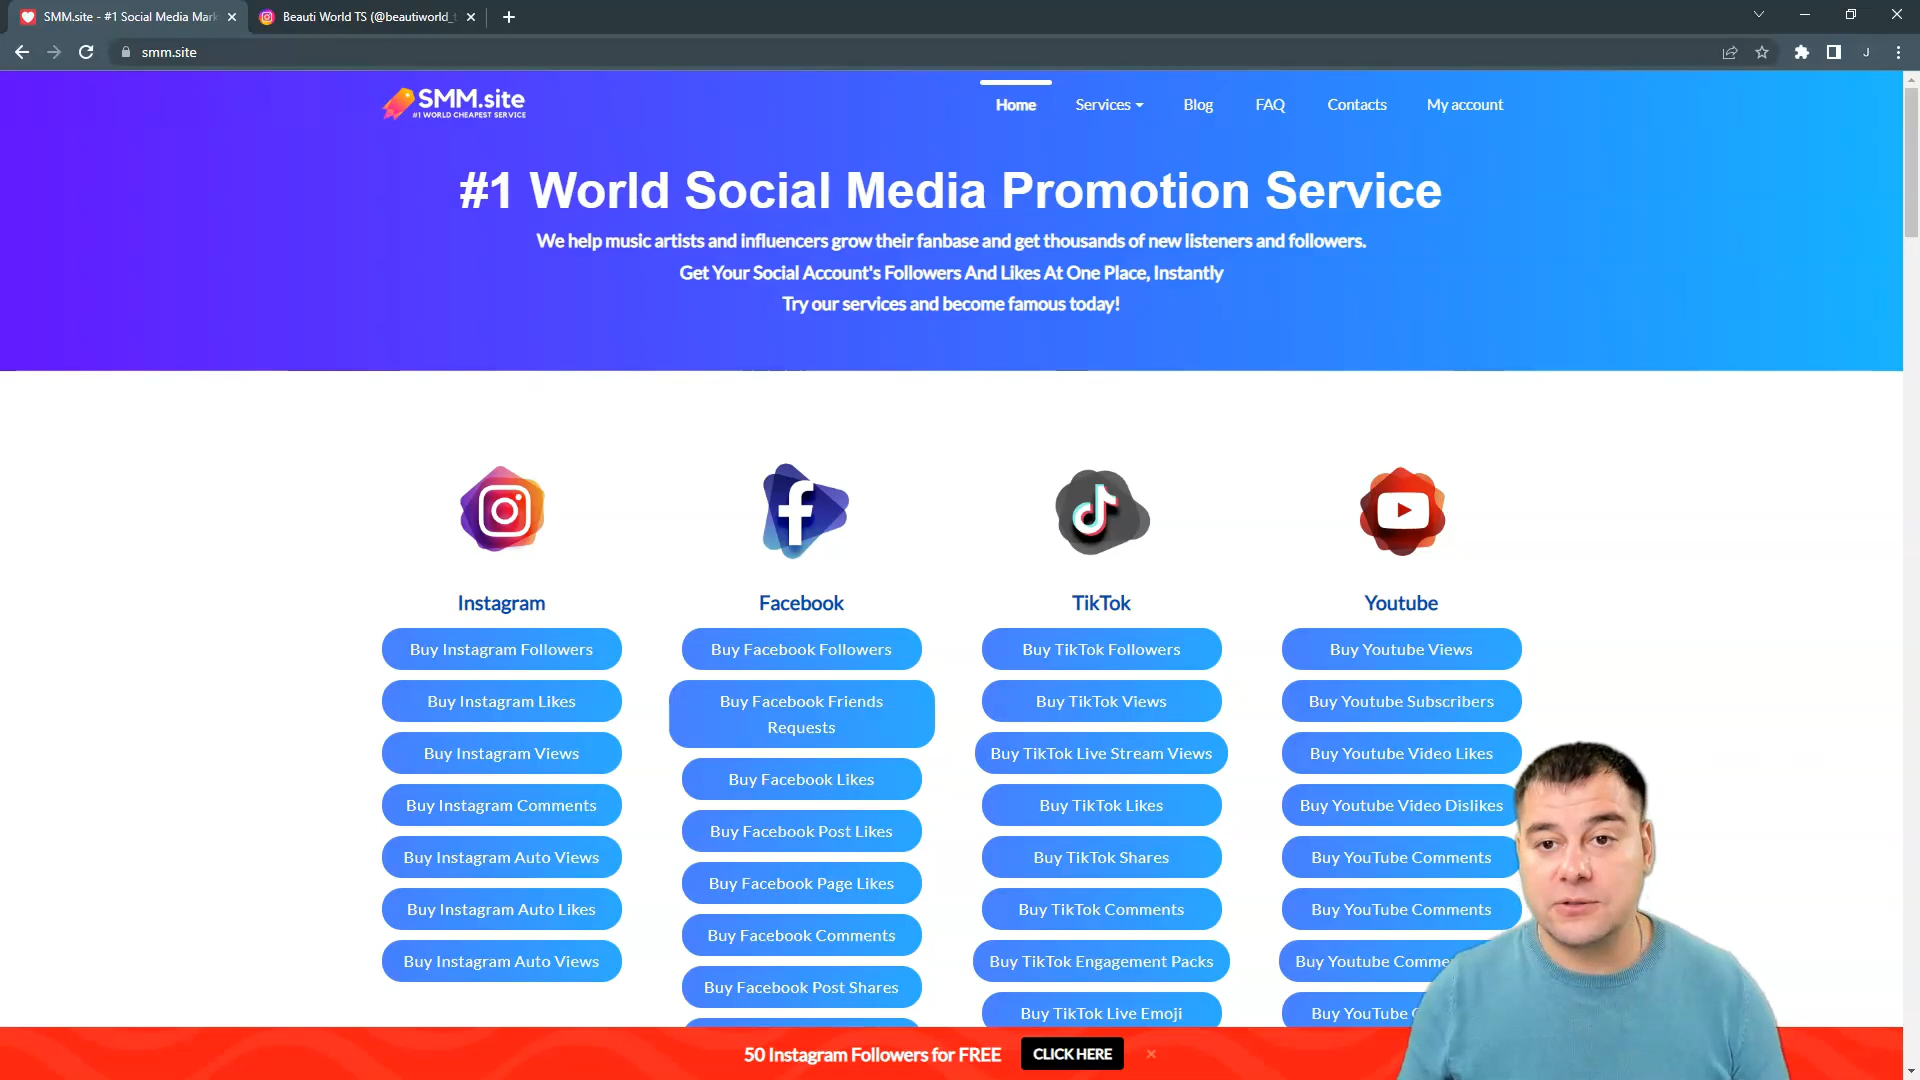 SMM.site - #1 Social Media Mar
Beauti World TS (@beautiworld_t
smm.site
J
SMM.site
#1 WORLD CHEAPEST SERVICE
Home
Services
Blog
FAQ
Contacts
My account
#1 World Social Media Promotion Service
We help music artists and influencers grow their fanbase and get thousands of new listeners and followers.
Get Your Social Account's Followers And Likes At One Place, Instantly
Try our services and become famous today!
Instagram
Buy Instagram Followers
Buy Instagram Likes
Buy Instagram Views
Buy Instagram Comments
Buy Instagram Auto Views
Buy Instagram Auto Likes
Buy Instagram Auto Views
Facebook
Buy Facebook Followers
Buy Facebook Friends
Requests
Buy Facebook Likes
Buy Facebook Post Likes
Buy Facebook Page Likes
Buy Facebook Comments
Buy Facebook Post Shares
TikTok
Buy TikTok Followers
Buy TikTok Views
Buy TikTok Live Stream Views
Buy TikTok Likes
Buy TikTok Shares
Buy TikTok Comments
Buy TikTok Engagement Packs
Buy TikTok Live Emoji
Youtube
Buy Youtube Views
Buy Youtube Subscribers
Buy Youtube Video Likes
Buy Youtube Video Dislikes
Buy YouTube Comments
Buy YouTube Comments
Buy Youtube Comme
Buy YouTube
50 Instagram Followers for FREE
CLICK HERE